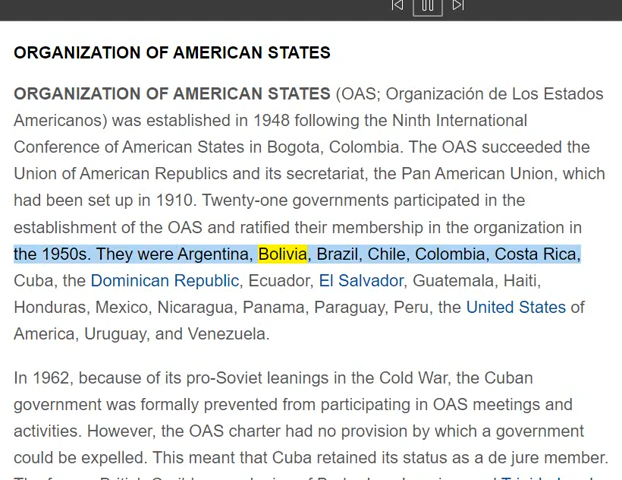 ORGANIZATION OF AMERICAN STATES
ORGANIZATION OF AMERICAN STATES (OAS; Organización de Los Estados
Americanos) was established in 1948 following the Ninth International
Conference of American States in Bogota, Colombia. The OAS succeeded the
Union of American Republics and its secretariat, the Pan American Union, which
had been set up in 1910. Twenty-one governments participated in the
establishment of the OAS and ratified their membership in the organization in
the 1950s. They were Argentina, Bolivia, Brazil, Chile, Colombia, Costa Rica,
Cuba, the Dominican Republic, Ecuador, El Salvador, Guatemala, Haiti,
Honduras, Mexico, Nicaragua, Panama, Paraguay, Peru, the United States of
America, Uruguay, and Venezuela.
In 1962, because of its pro-Soviet leanings in the Cold War, the Cuban
government was formally prevented from participating in OAS meetings and
activities. However, the OAS charter had no provision by which a government
could be expelled. This meant that Cuba retained its status as a de jure member.